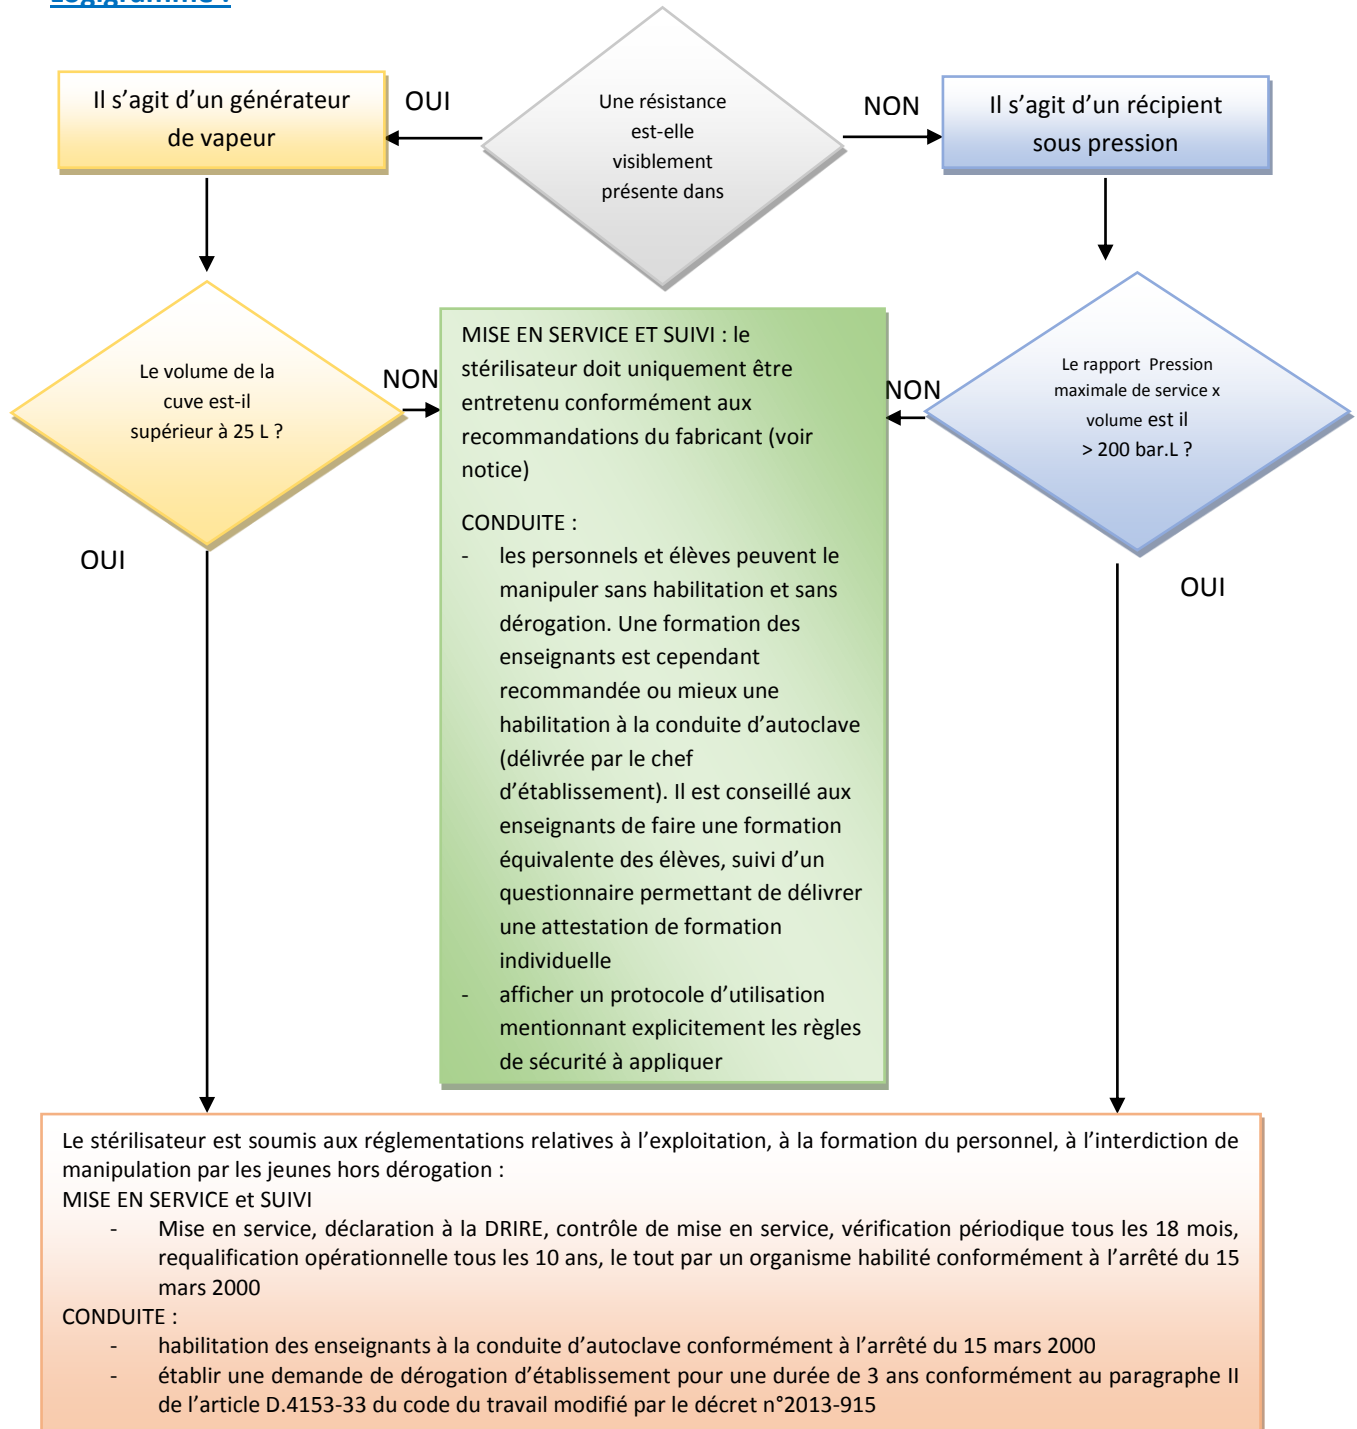 Logigramme :
Il s’agit d’un générateur
de vapeur
OUI
Une résistance
est-elle
visiblement
présente dans
NON
Il s’agit d’un récipient
sous pression
Le volume de la
cuve est-il
supérieur à 25 L ?
NON
OUI
MISE EN SERVICE ET SUIVI : le
stérilisateur doit uniquement être
entretenu conformément aux
recommandations du fabricant (voir
notice)
CONDUITE :
- les personnels et élèves peuvent le
manipuler sans habilitation et sans
dérogation. Une formation des
enseignants est cependant
recommandée ou mieux une
habilitation à la conduite d’autoclave
(délivrée par le chef
d’établissement). Il est conseillé aux
enseignants de faire une formation
équivalente des élèves, suivi d’un
questionnaire permettant de délivrer
une attestation de formation
individuelle
- afficher un protocole d’utilisation
mentionnant explicitement les règles
de sécurité à appliquer
NON
Le rapport Pression
maximale de service x
volume est il
> 200 bar.L ?
OUI
Le stérilisateur est soumis aux réglementations relatives à l’exploitation, à la formation du personnel, à l’interdiction de
manipulation par les jeunes hors dérogation :
MISE EN SERVICE et SUIVI
- Mise en service, déclaration à la DRIRE, contrôle de mise en service, vérification périodique tous les 18 mois,
requalification opérationnelle tous les 10 ans, le tout par un organisme habilité conformément à l’arrêté du 15
mars 2000
CONDUITE :
- habilitation des enseignants à la conduite d’autoclave conformément à l’arrêté du 15 mars 2000
- établir une demande de dérogation d’établissement pour une durée de 3 ans conformément au paragraphe II
de l’article D.4153-33 du code du travail modifié par le décret n°2013-915